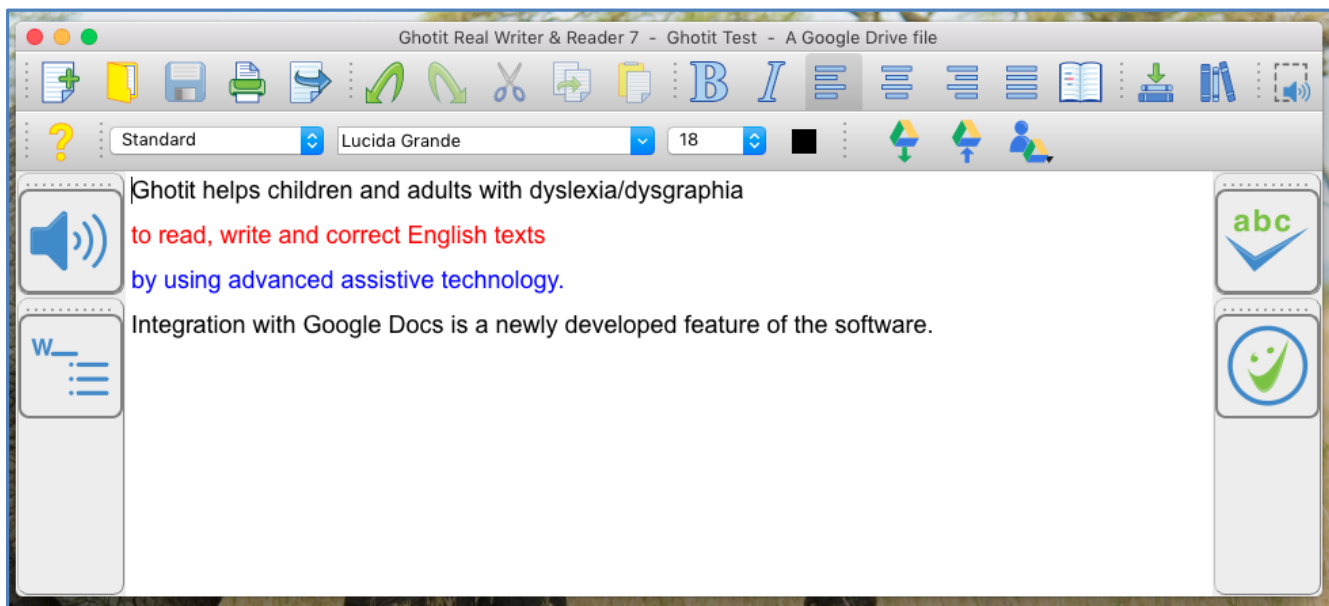 Ghotit Real Writer & Reader 7 - Ghotit Test - A Google Drive file
B I
? Standard Lucida Grande 18
Ghotit helps children and adults with dyslexia/dysgraphia
abc
to read, write and correct English texts
by using advanced assistive technology.
Integration with Google Docs is a newly developed feature of the software.
W